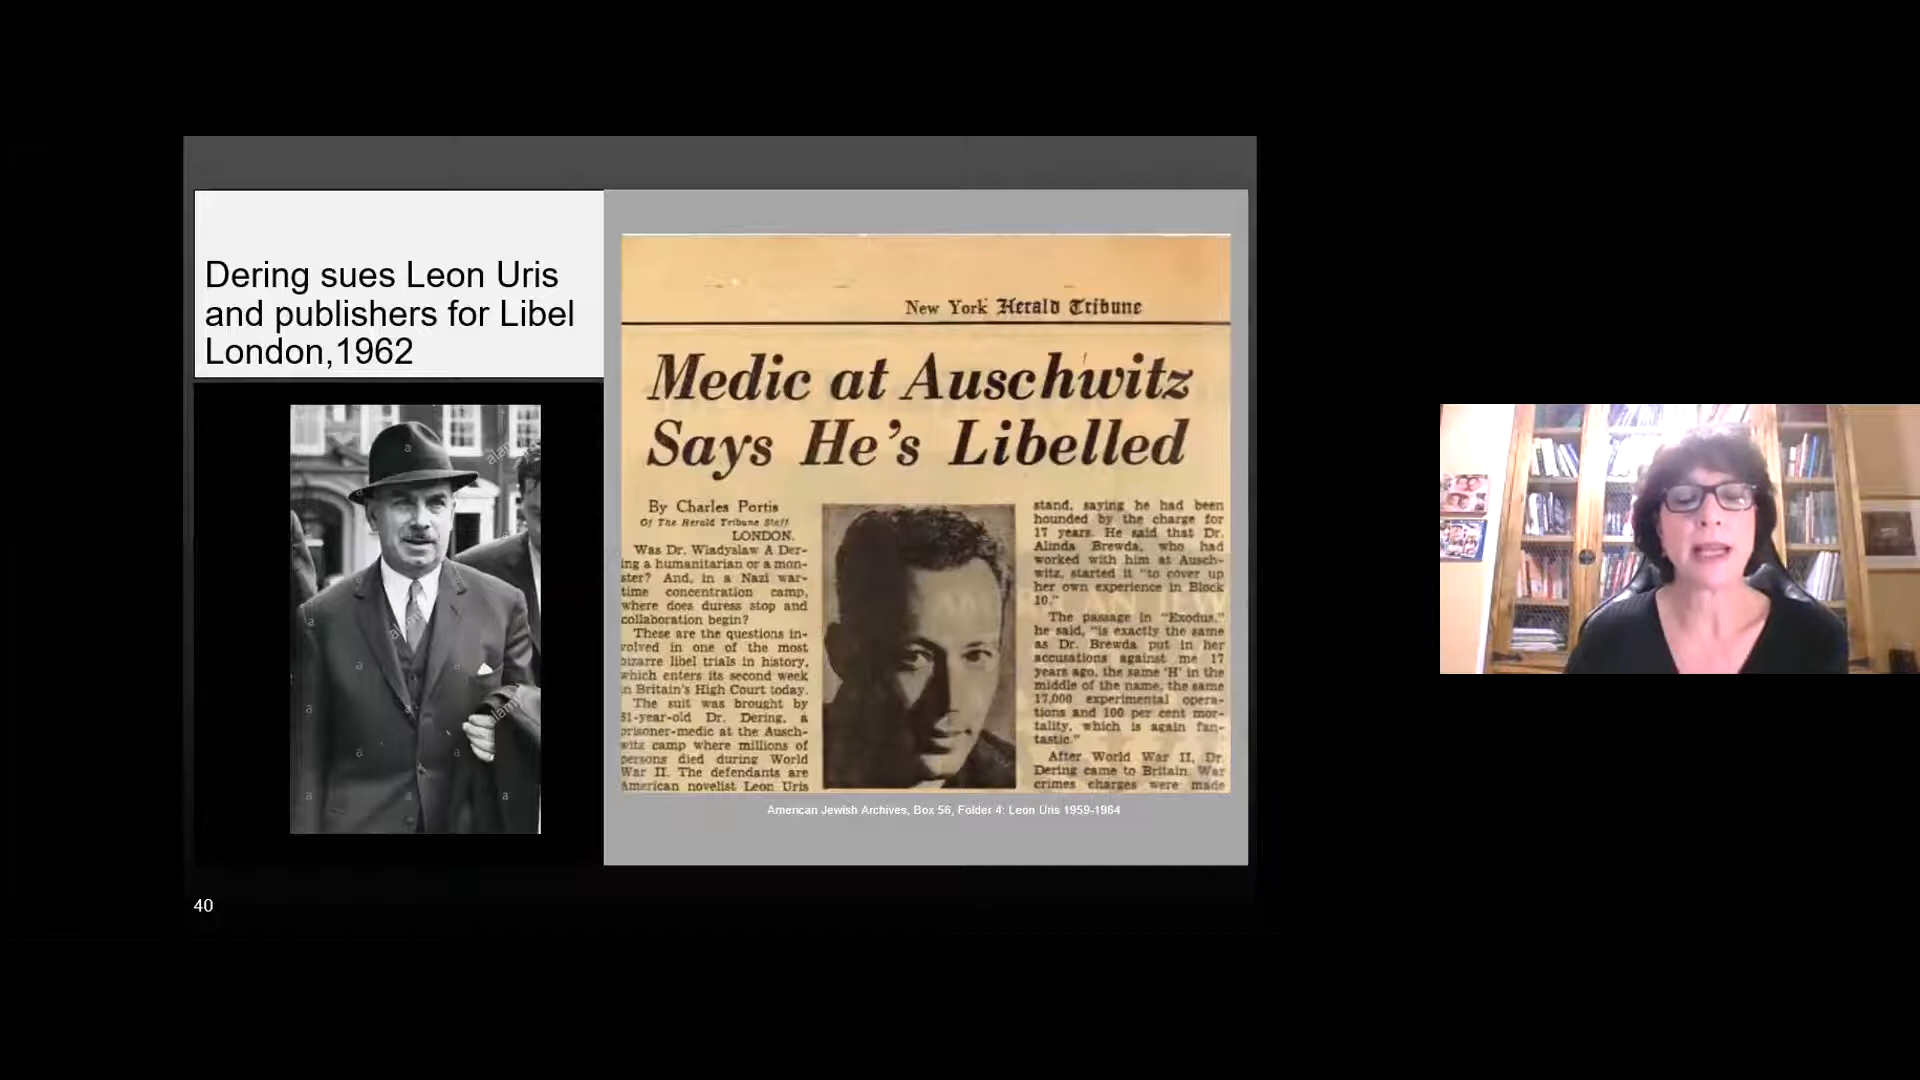 Dering sues Leon Uris
and publishers for Libel
London,1962
New York Herald Tribune
Medic at Auschwitz
Says He's Libelled
By Charles Portis
Of The Herald Tribune Staff
LONDON.
Was Dr. Wladyslaw A Der-
ing a humanitarian or a mon-
ster? And, in a Nazi war-
time concentration camp,
where does duress stop and
collaboration begin?
These are the questions in-
volved in one of the most
bizarre libel trials in history,
which enters its second week
in Britain's High Court today.
The suit was brought by
61-year-old Dr. Dering, a
prisoner-medic at the Ausch-
witz camp where millions of
persons died during World
War II. The defendants are
American novelist Leon Uris
stand, saying he had been
hounded by the charge for
17 years. He said that Dr.
Alinda Brewda, who had
worked with him at Ausch-
witz, started it "to cover up
her own experience in Block
10."
The passage in "Exodus,"
he said, "is exactly the same
as Dr. Brewda put in her
accusations against me 17
years ago, the same 'H' in the
middle of the name, the same
17,000 experimental opera-
tions and 100 per cent mor-
tality, which is again fan-
tastic."
After World War II, Dr.
Dering came to Britain. War
crimes charges were made
American Jewish Archives, Box 56, Folder 4: Leon Uris 1959-1964
alamy
a
40